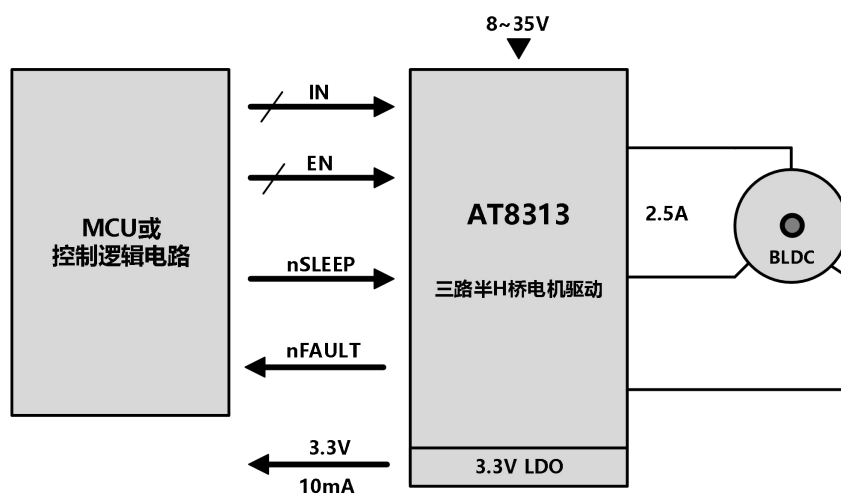 8~35V
IN
EN
MCU或
控制逻辑电路
AT8313
2.5A
BLDC
nSLEEP
三路半H桥电机驱动
nFAULT
3.3V
10mA
3.3V LDO